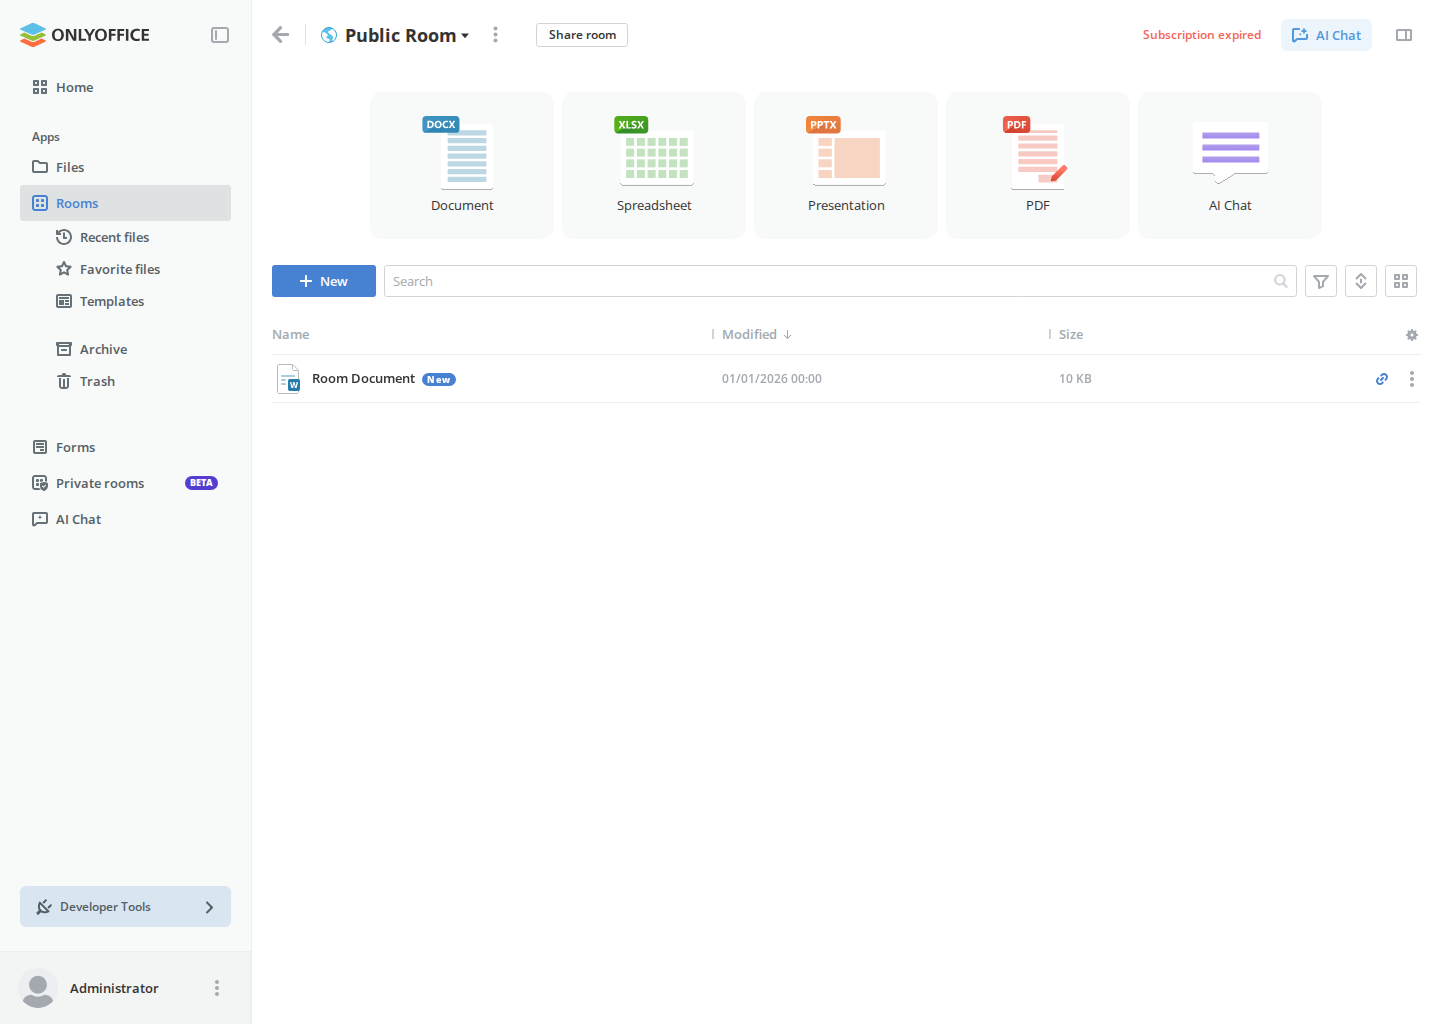 ONLYOFFICE
Home
Apps
Files
Rooms
Recent files
Favorite files
Templates
Archive
Trash
Forms
Private rooms BETA
AI Chat
Developer Tools
Administrator
Public Room
Share room
Subscription expired
AI Chat
DOCX
Document
XLSX
Spreadsheet
PPTX
Presentation
PDF
PDF
AI Chat
New
Search
Name Modified Size
W Room Document New 01/01/2026 00:00 10 KB